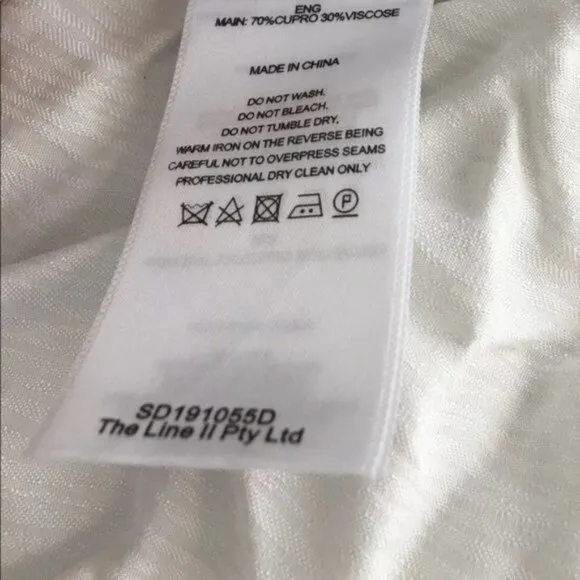 ENG
MAIN: 70%CUPRO 30%VISCOSE
MADE IN CHINA
DO NOT WASH,
DO NOT BLEACH,
DO NOT TUMBLE DRY,
WARM IRON ON THE REVERSE BEING
CAREFUL NOT TO OVERPRESS SEAMS
PROFESSIONAL DRY CLEAN ONLY
P
SD191055D
The Line II Pty Ltd